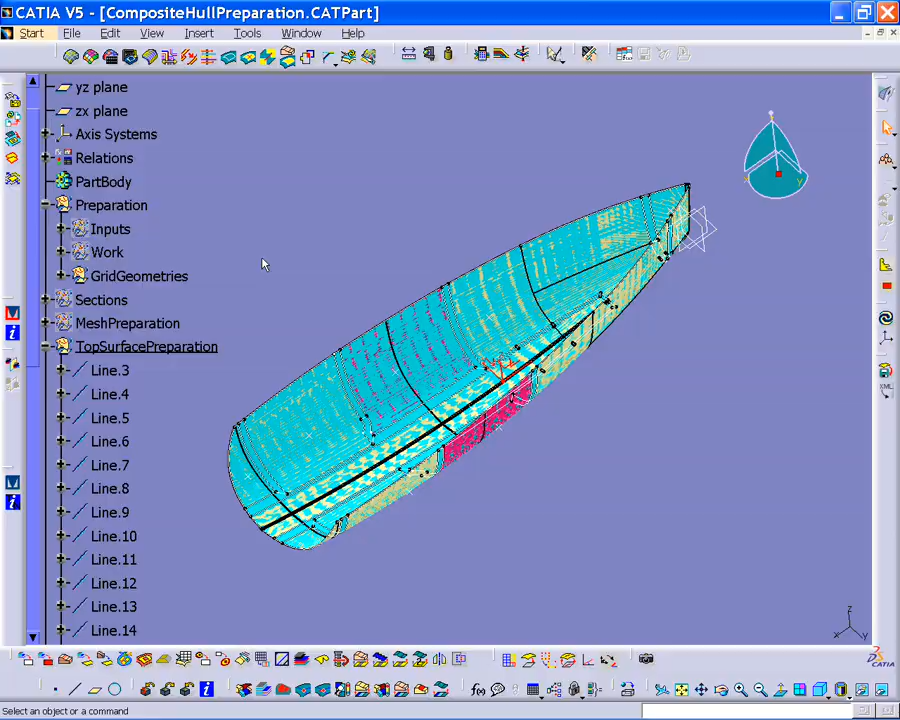 CATIA V5 - [CompositeHullPreparation.CATPart]
Start File Edit View Insert Tools Window Help
yz plane
zx plane
Axis Systems
Relations
PartBody
Preparation
Inputs
Work
GridGeometries
Sections
MeshPreparation
TopSurfacePreparation
Line.3
Line.4
Line.5
Line.6
Line.7
Line.8
Line.9
Line.10
Line.11
Line.12
Line.13
Line.14
z
x y
XML
CATIA
f(x)
Select an object or a command